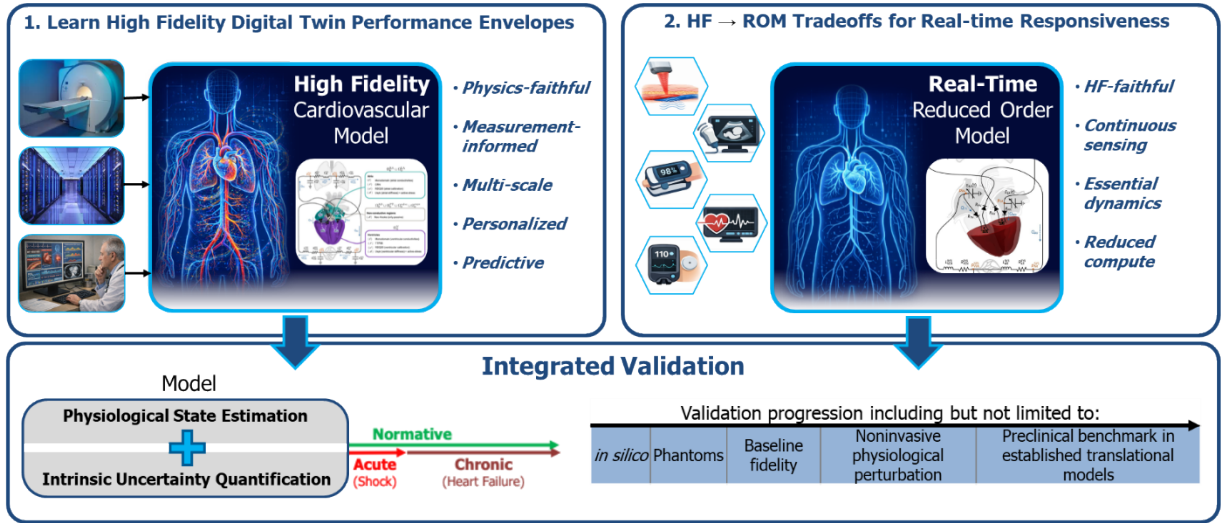 1. Learn High Fidelity Digital Twin Performance Envelopes
High Fidelity
Cardiovascular
Model
• Physics-faithful
• Measurement-
informed
• Multi-scale
• Personalized
• Predictive
2. HF → ROM Tradeoffs for Real-time Responsiveness
98%
110
Real-Time
Reduced Order
Model
• HF-faithful
• Continuous
sensing
• Essential
dynamics
• Reduced
compute
Integrated Validation
Model
Physiological State Estimation
Intrinsic Uncertainty Quantification
Normative
Acute
(Shock)
Chronic
(Heart Failure)
Validation progression including but not limited to:
in silico
Phantoms
Baseline
fidelity
Noninvasive
physiological
perturbation
Preclinical benchmark in
established translational
models